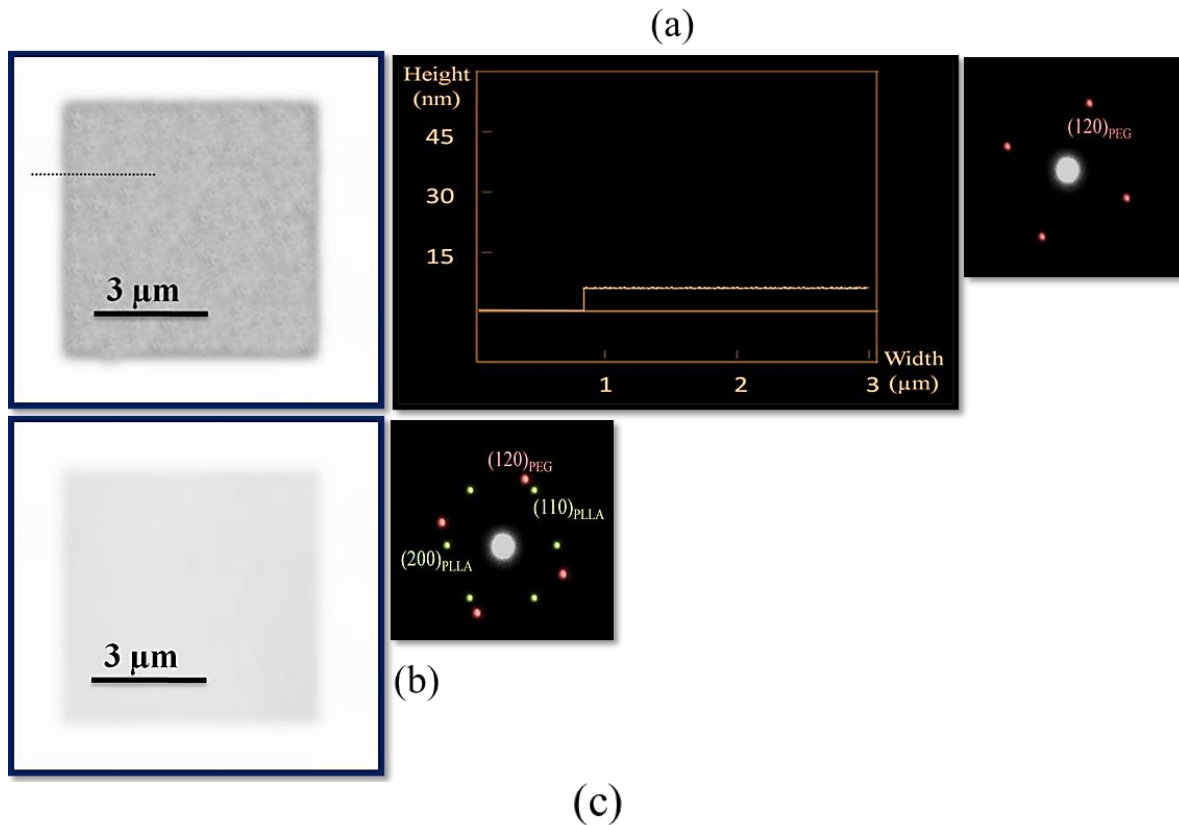 (a)
3 μm
Height
(nm)
45
30
15
1
2
3
Width
(μm)
(120)PEG
3 μm
(120)PEG
(110)PLLA
(200)PLLA
(b)
(c)